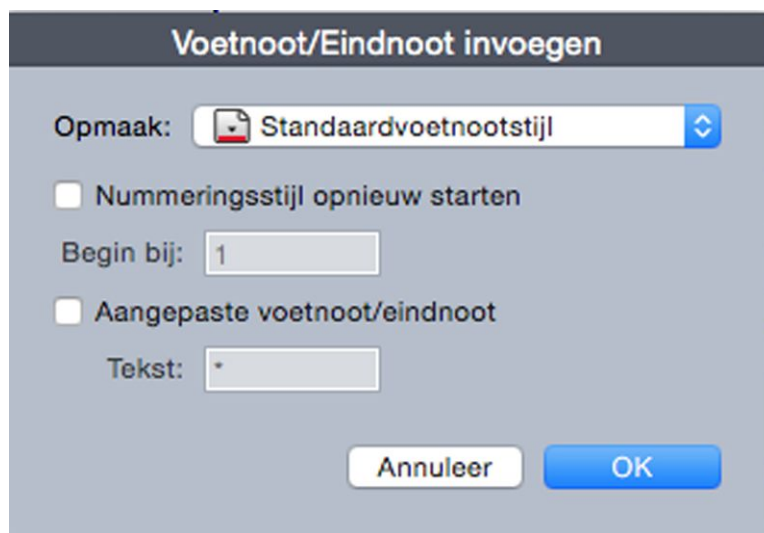 Voetnoot/Eindnoot invoegen
Opmaak: Standaardvoetnootstijl
Nummeringsstijl opnieuw starten
Begin bij: 1
Aangepaste voetnoot/eindnoot
Tekst: *
Annuleer OK